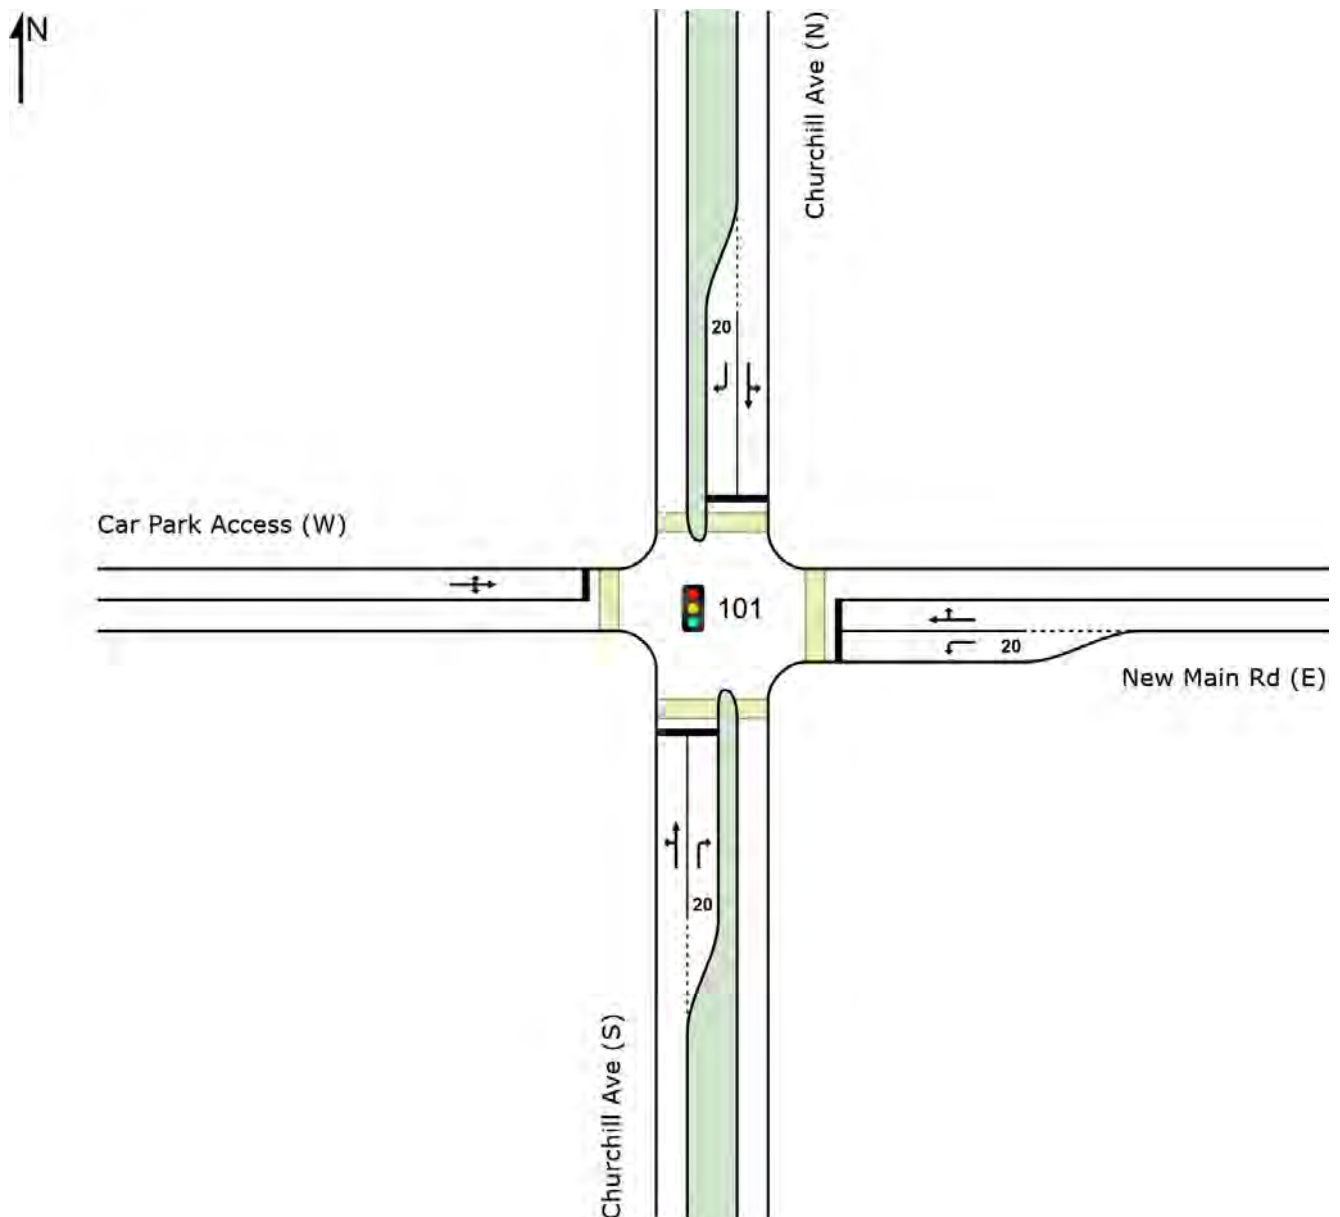 N
Churchill Ave (N)
20
Car Park Access (W)
101
20
New Main Rd (E)
20
Churchill Ave (S)